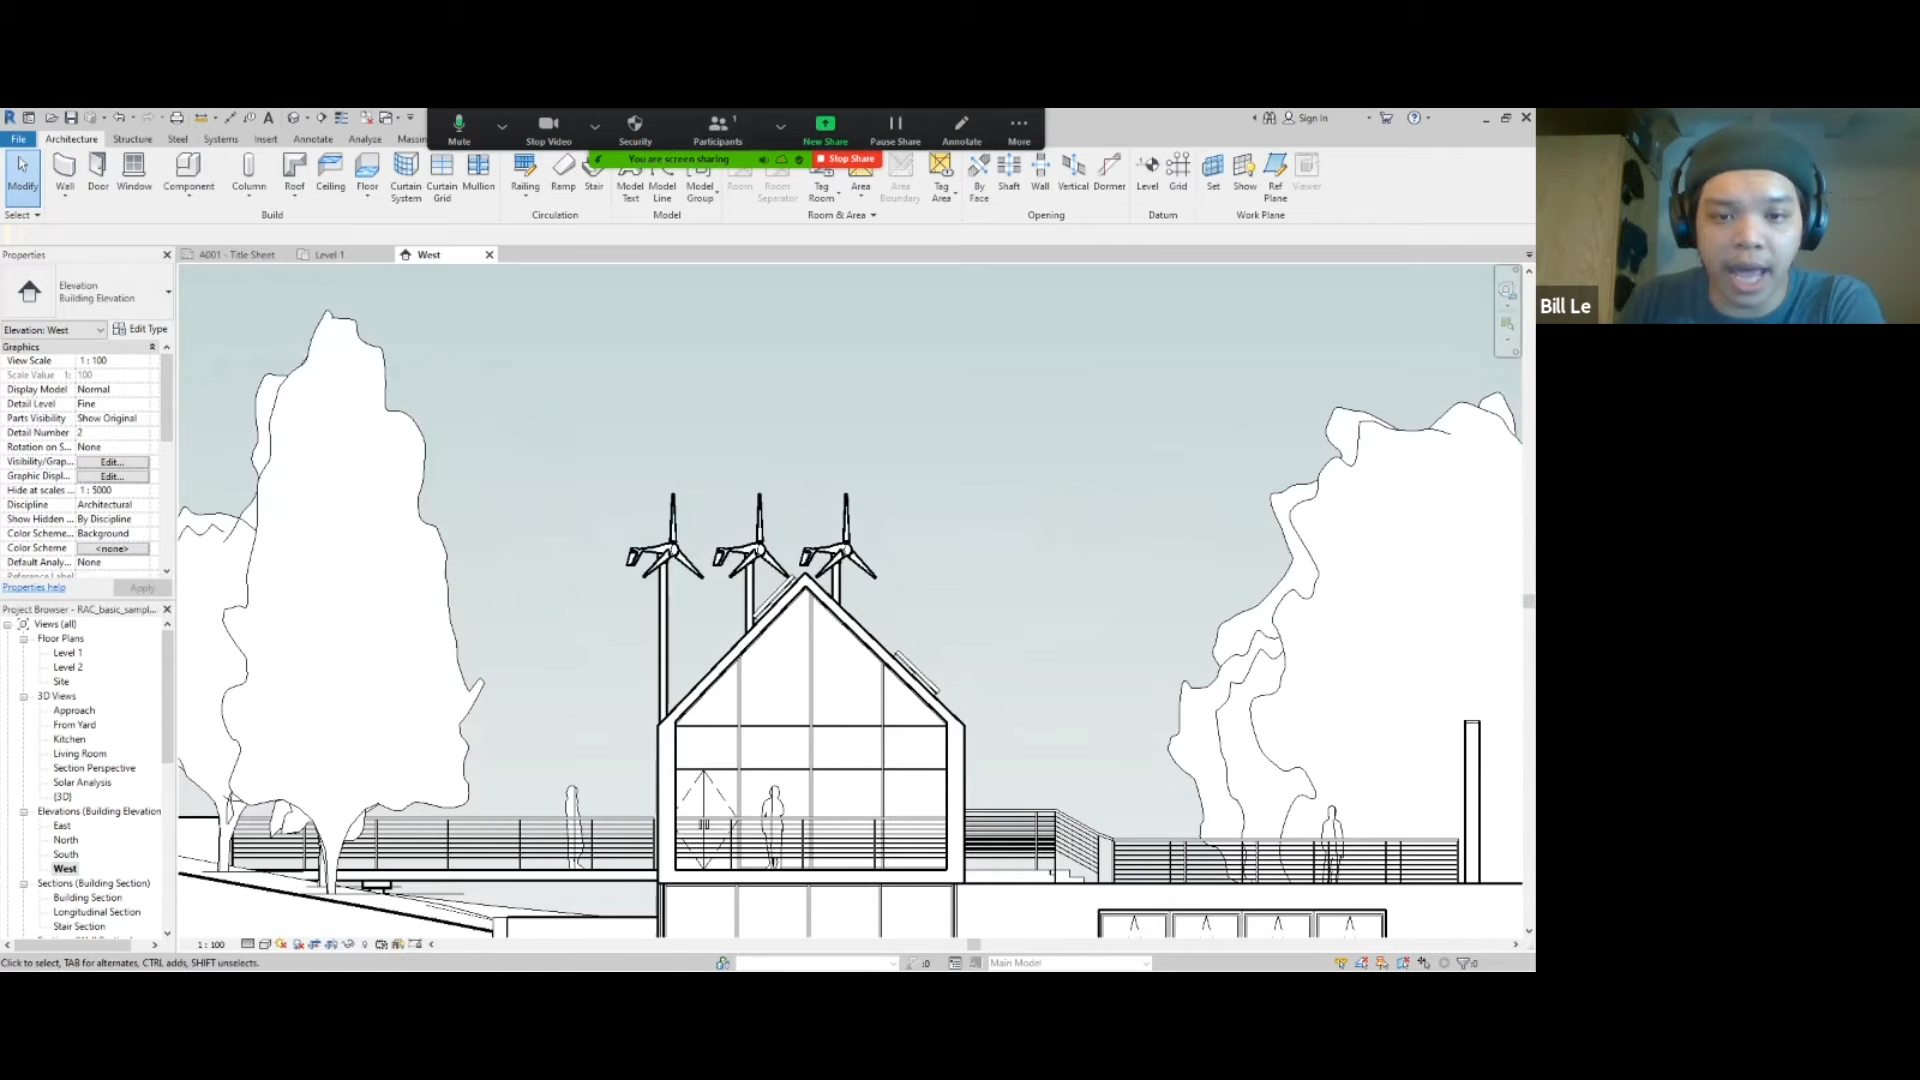 Sign In
File
Architecture
Structure
Steel
Systems
Insert
Annotate
Analyze
Massin
Mute
Stop Video
Security
Participants
1
New Share
Pause Share
Annotate
More
You are screen sharing
Stop Share
Modify
Wall
Door
Window
Component
Column
Roof
Ceiling
Floor
Curtain System
Curtain Grid
Mullion
Railing
Ramp
Stair
Model Text
Model Line
Model Group
Room
Room Separator
Tag Room
Area
Area Boundary
Tag Area
By Face
Shaft
Wall
Vertical
Dormer
Level
Grid
Set
Show
Ref Plane
Viewer
Select
Build
Circulation
Model
Room & Area
Opening
Datum
Work Plane
Properties
A001 - Title Sheet
Level 1
West
Elevation
Building Elevation
Elevation: West
Edit Type
Graphics
View Scale 1 : 100
Scale Value 1: 100
Display Model Normal
Detail Level Fine
Parts Visibility Show Original
Detail Number 2
Rotation on S... None
Visibility/Grap... Edit...
Graphic Displ... Edit...
Hide at scales ... 1 : 5000
Discipline Architectural
Show Hidden ... By Discipline
Color Scheme... Background
Color Scheme <none>
Default Analy... None
Properties help
Apply
Project Browser - RAC_basic_sampl...
Views (all)
Floor Plans
Level 1
Level 2
Site
3D Views
Approach
From Yard
Kitchen
Living Room
Section Perspective
Solar Analysis
{3D}
Elevations (Building Elevation
East
North
South
West
Sections (Building Section)
Building Section
Longitudinal Section
Stair Section
1 : 100
Click to select, TAB for alternates, CTRL adds, SHIFT unselects.
:0
Main Model
:0
Bill Le